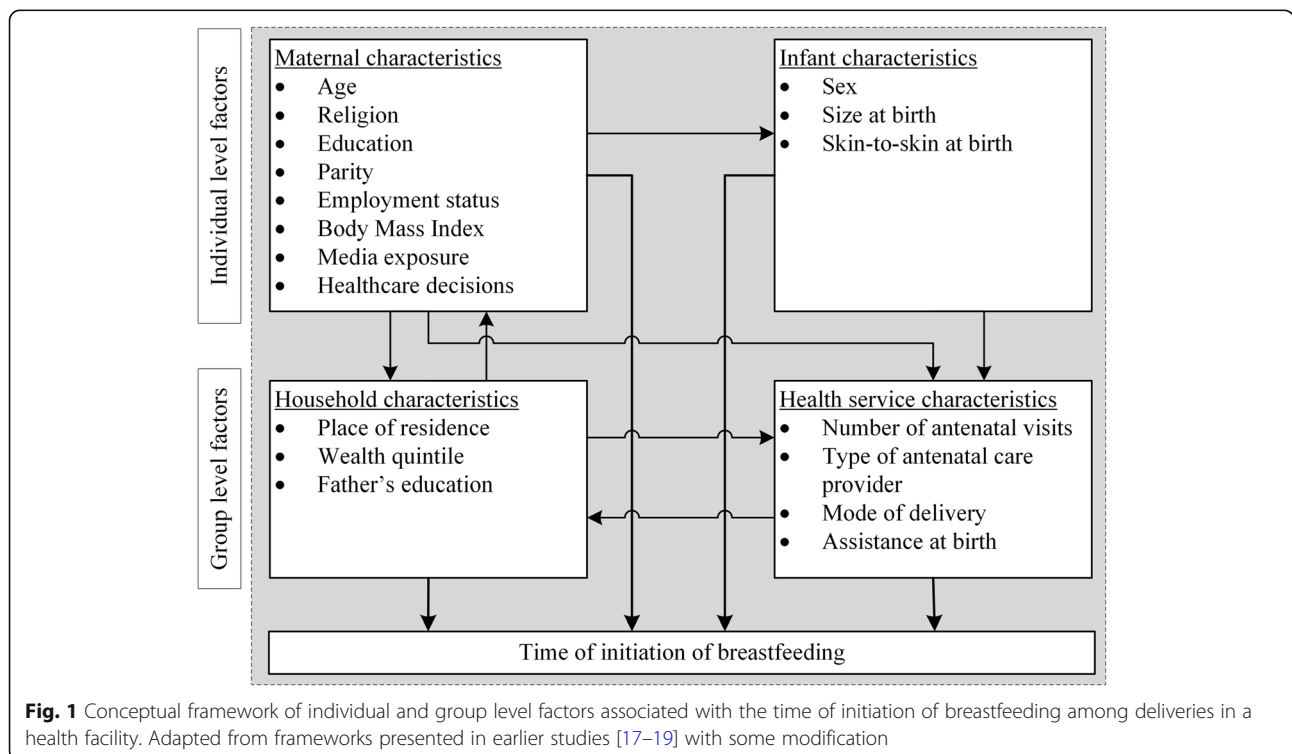 Individual level factors
Maternal characteristics
● Age
● Religion
● Education
● Parity
● Employment status
● Body Mass Index
● Media exposure
● Healthcare decisions
Infant characteristics
● Sex
● Size at birth
● Skin-to-skin at birth
Group level factors
Household characteristics
● Place of residence
● Wealth quintile
● Father’s education
Health service characteristics
● Number of antenatal visits
● Type of antenatal care
provider
● Mode of delivery
● Assistance at birth
Time of initiation of breastfeeding
Fig. 1 Conceptual framework of individual and group level factors associated with the time of initiation of breastfeeding among deliveries in a
health facility. Adapted from frameworks presented in earlier studies [17–19] with some modification